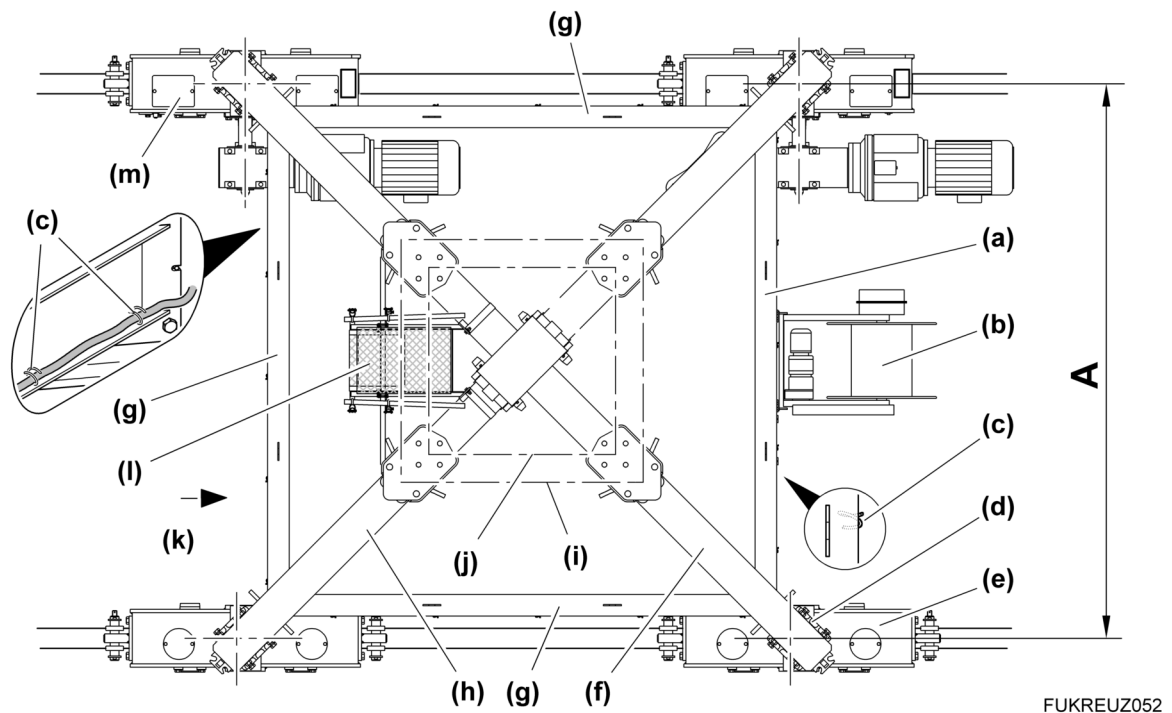 (g)
(m)
(c)
(a)
(b)
A
(g)
(c)
(l)
(d)
(k)
(j)
(i)
(e)
(h)
(g)
(f)
FUKREUZ052